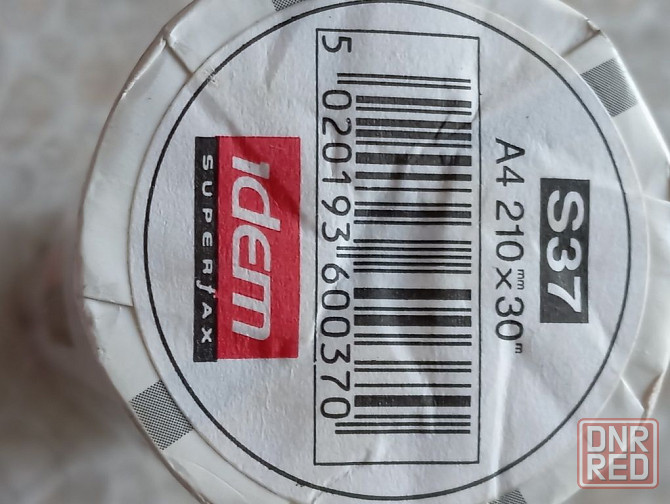 S37
A4 210mm×30m
5 020193 600370
idem
SUPERfAX
DNR
RED